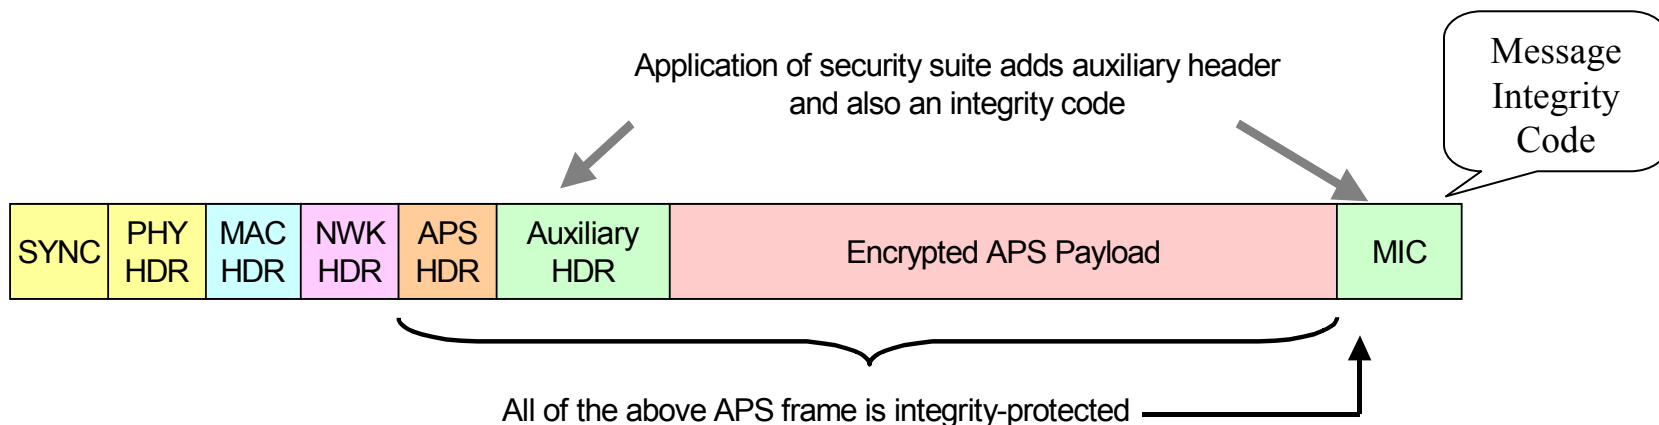 Application of security suite adds auxiliary header
and also an integrity code
Message
Integrity
Code
SYNC
PHY
HDR
MAC
HDR
NWK
HDR
APS
HDR
Auxiliary
HDR
Encrypted APS Payload
MIC
All of the above APS frame is integrity-protected